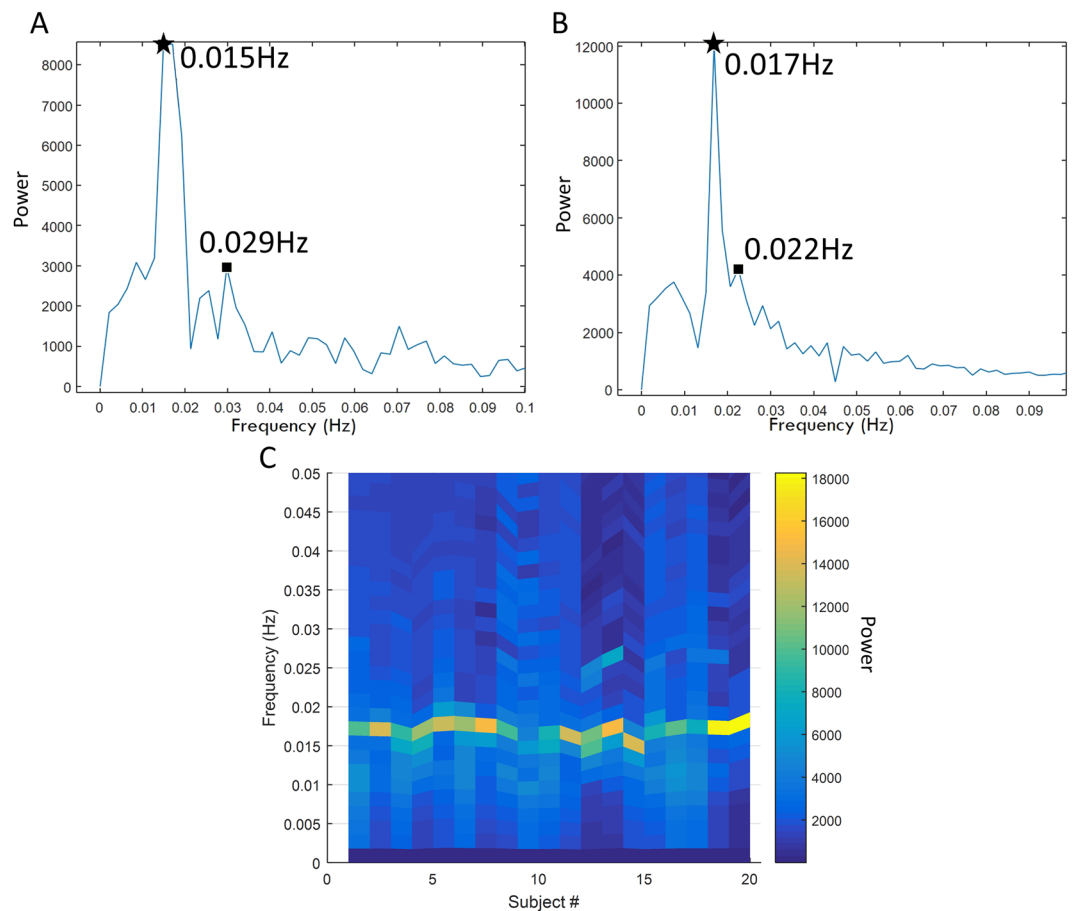 A
8000
7000
6000
5000
4000
3000
2000
1000
0
Power
0.015Hz
0.029Hz
0 0.01 0.02 0.03 0.04 0.05 0.06 0.07 0.08 0.09 0.1
Frequency (Hz)
B
12000
10000
8000
6000
4000
2000
0
Power
0.017Hz
0.022Hz
0 0.01 0.02 0.03 0.04 0.05 0.06 0.07 0.08 0.09
Frequency (Hz)
C
0.05
0.045
0.04
0.035
0.03
0.025
0.02
0.015
0.01
0.005
0
Frequency (Hz)
0 5 10 15 20
Subject #
18000
16000
14000
12000
10000
8000
6000
4000
2000
Power